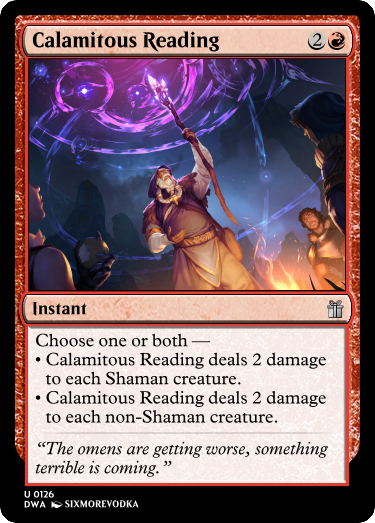 Calamitous Reading 2
Instant
Choose one or both —
• Calamitous Reading deals 2 damage
to each Shaman creature.
• Calamitous Reading deals 2 damage
to each non-Shaman creature.
“The omens are getting worse, something
terrible is coming.”
U 0126
DWA SIXMOREVODKA